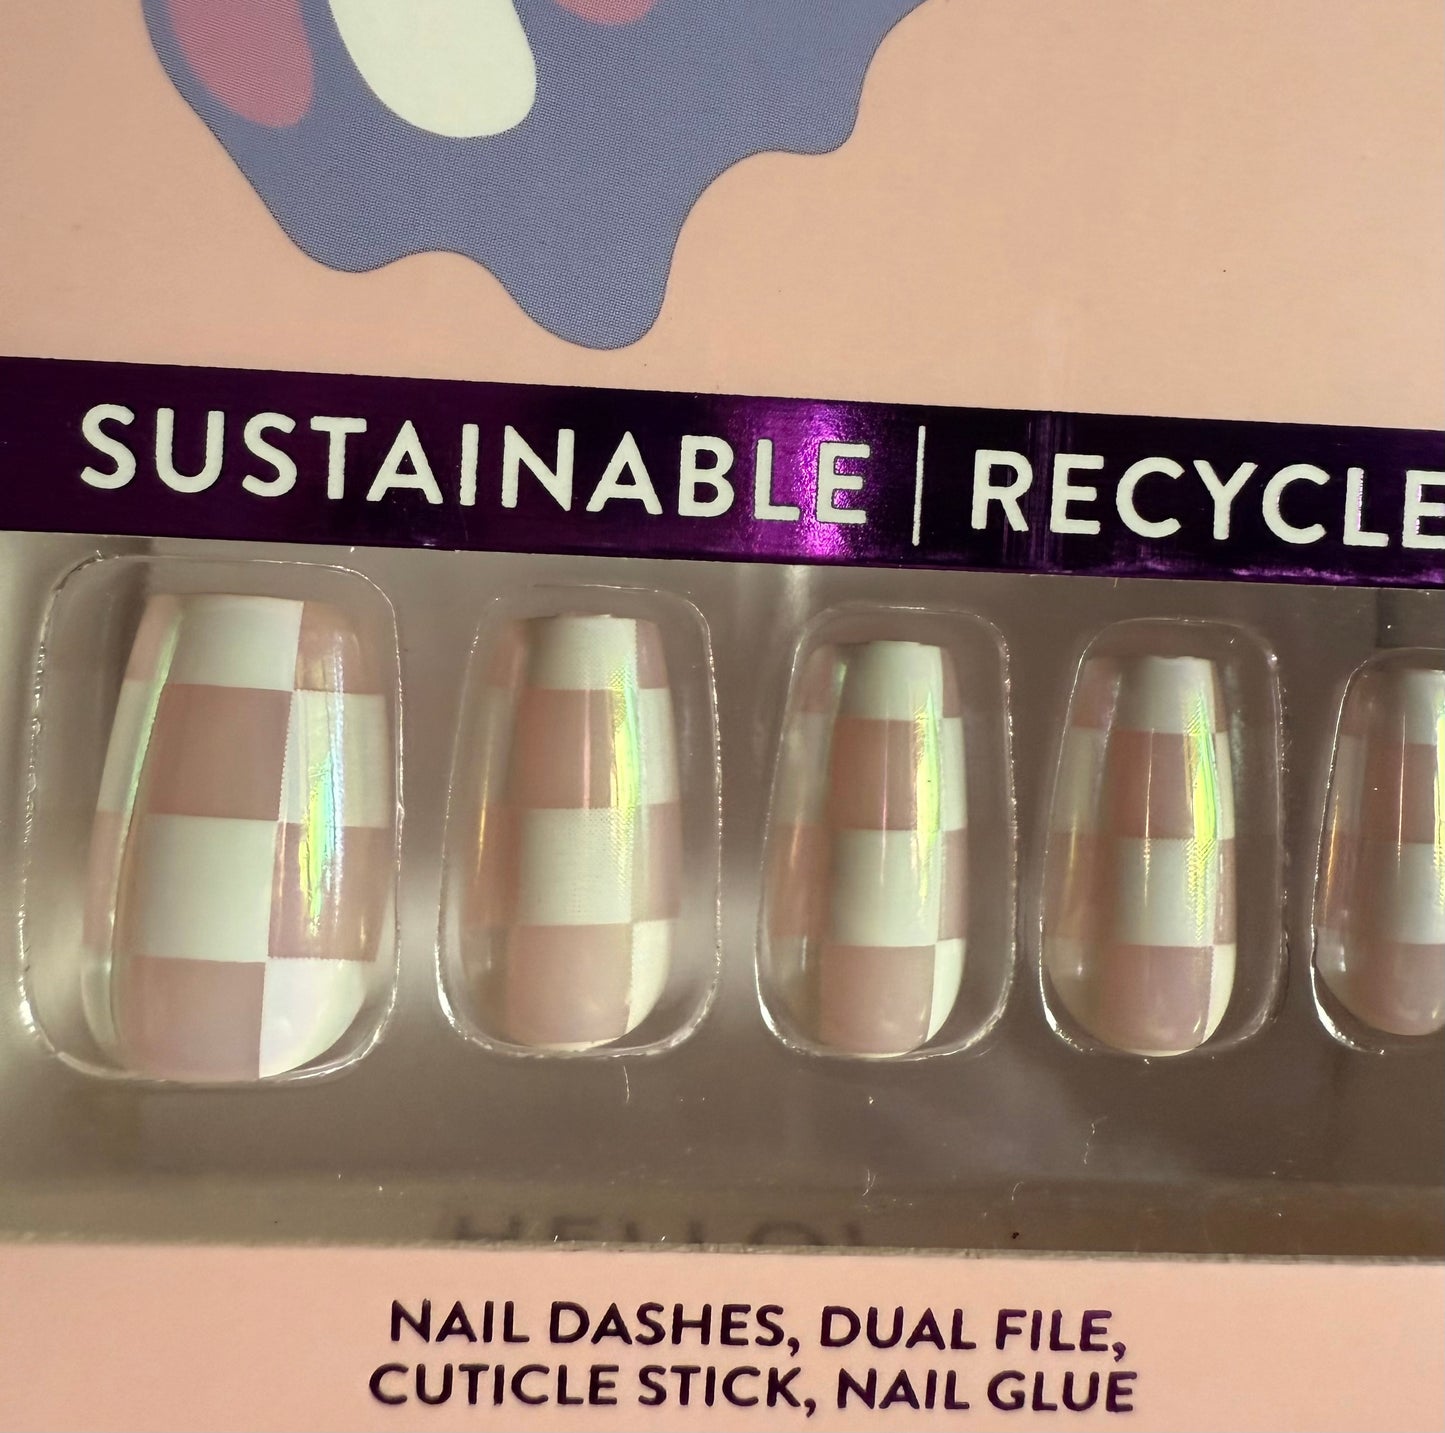 SUSTAINABLE | RECYCLE
NAIL DASHES, DUAL FILE,
CUTICLE STICK, NAIL GLUE